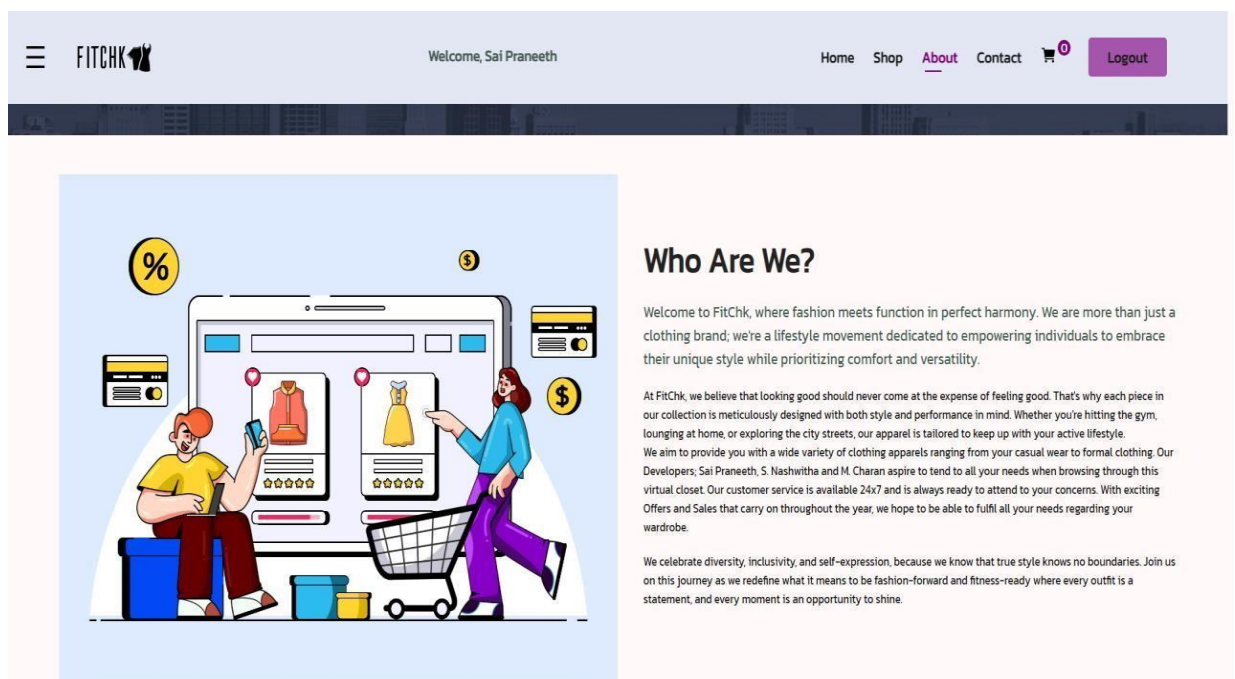 FITCHK
Welcome, Sai Praneeth
Home Shop About Contact 0 Logout
%
$
$
Who Are We?
Welcome to FitChk, where fashion meets function in perfect harmony. We are more than just a
clothing brand; we're a lifestyle movement dedicated to empowering individuals to embrace
their unique style while prioritizing comfort and versatility.
At FitChk, we believe that looking good should never come at the expense of feeling good. That's why each piece in
our collection is meticulously designed with both style and performance in mind. Whether you're hitting the gym,
lounging at home, or exploring the city streets, our apparel is tailored to keep up with your active lifestyle.
We aim to provide you with a wide variety of clothing apparels ranging from your casual wear to formal clothing. Our
Developers; Sai Praneeth, S. Nashwitha and M. Charan aspire to tend to all your needs when browsing through this
virtual closet. Our customer service is available 24x7 and is always ready to attend to your concerns. With exciting
Offers and Sales that carry on throughout the year, we hope to be able to fulfil all your needs regarding your
wardrobe.
We celebrate diversity, inclusivity, and self-expression, because we know that true style knows no boundaries. Join us
on this journey as we redefine what it means to be fashion-forward and fitness-ready where every outfit is a
statement, and every moment is an opportunity to shine.